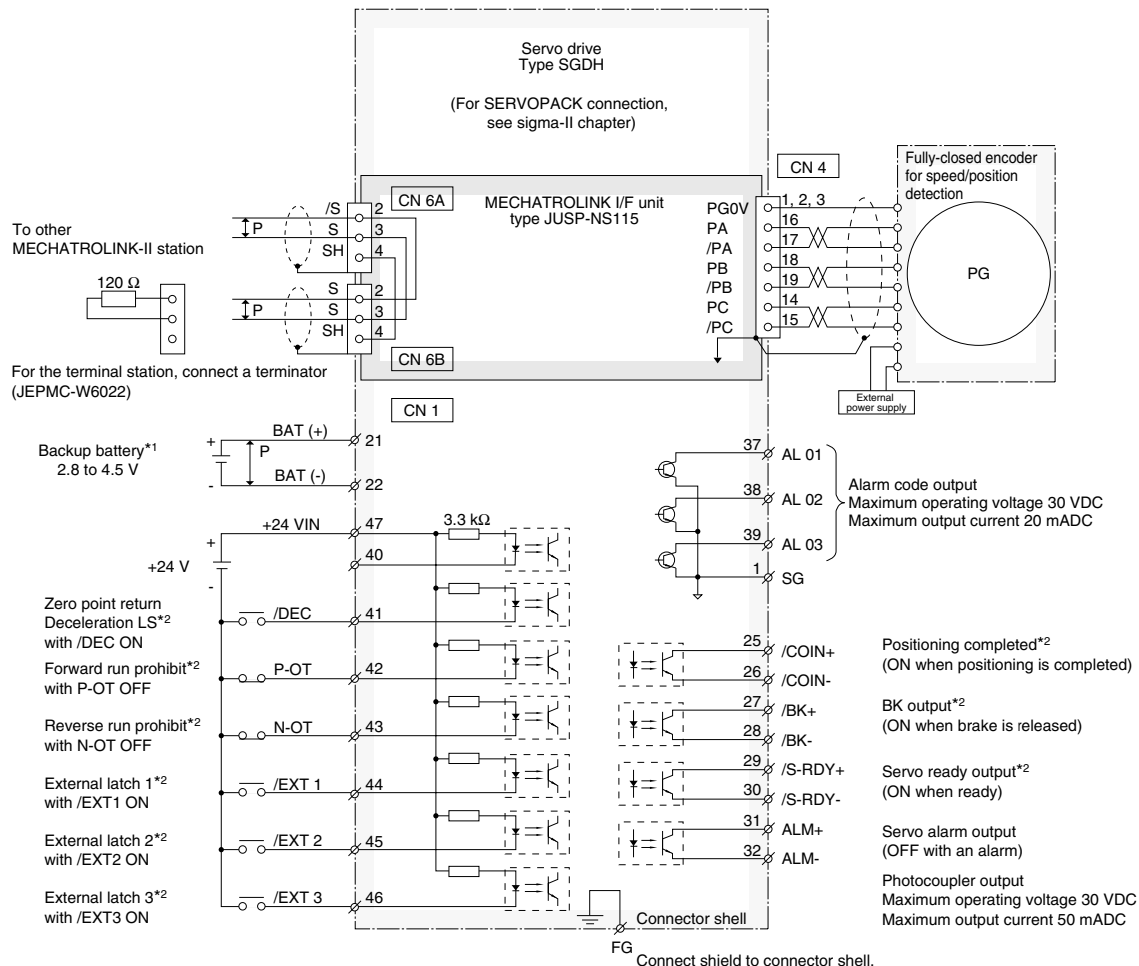 Servo drive
Type SGDH
(For SERVOPACK connection,
see sigma-II chapter)
CN 4
Fully-closed encoder
for speed/position
detection
CN 6A
MECHATROLINK I/F unit
type JUSP-NS115
/S
2
P
S
3
SH
4
To other
MECHATROLINK-II station
120 Ω
S
2
P
S
3
SH
4
CN 6B
For the terminal station, connect a terminator
(JEPMC-W6022)
PG0V
1, 2, 3
PA
16
/PA
17
PB
18
/PB
19
PC
14
/PC
15
PG
External
power supply
CN 1
Backup battery*1
2.8 to 4.5 V
+
-
BAT (+)
21
P
BAT (-)
22
+24 VIN
47
3.3 kΩ
+
+24 V
-
40
Zero point return
Deceleration LS*2
with /DEC ON
/DEC
41
Forward run prohibit*2
with P-OT OFF
P-OT
42
Reverse run prohibit*2
with N-OT OFF
N-OT
43
External latch 1*2
with /EXT1 ON
/EXT 1
44
External latch 2*2
with /EXT2 ON
/EXT 2
45
External latch 3*2
with /EXT3 ON
/EXT 3
46
37
AL 01
38
AL 02
39
AL 03
1
SG
Alarm code output
Maximum operating voltage 30 VDC
Maximum output current 20 mADC
25
/COIN+
26
/COIN-
Positioning completed*2
(ON when positioning is completed)
27
/BK+
28
/BK-
BK output*2
(ON when brake is released)
29
/S-RDY+
30
/S-RDY-
Servo ready output*2
(ON when ready)
31
ALM+
32
ALM-
Servo alarm output
(OFF with an alarm)
Photocoupler output
Maximum operating voltage 30 VDC
Maximum output current 50 mADC
Connector shell
FG
Connect shield to connector shell.